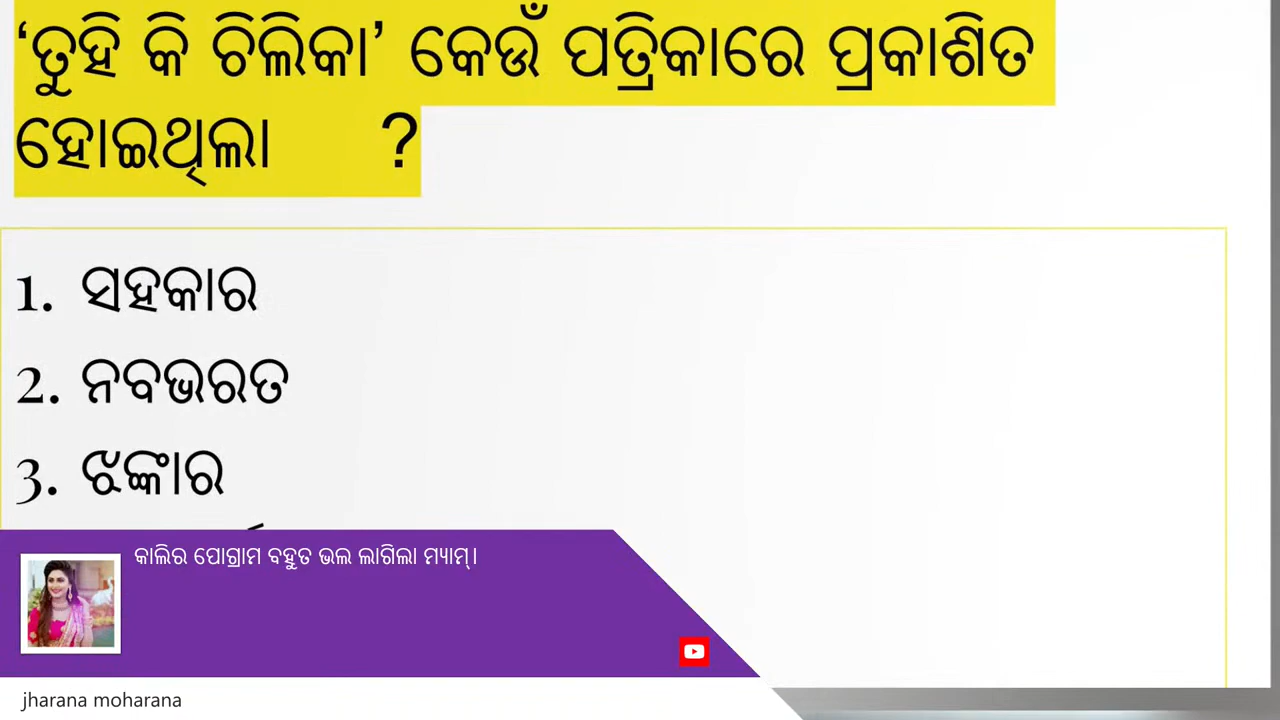 ‘ତୁହି କି ଚିଲିକା’ କେଉଁ ପତ୍ରିକାରେ ପ୍ରକାଶିତ
ହୋଇଥିଲା ?
1. ସହକାର
2. ନବଭରତ
3. ଝଙ୍କାର
କାଲିର ପୋଗ୍ରାମ ବହୁତ ଭଲ ଲାଗିଲା ମ୍ୟାମ୍।
jharana moharana